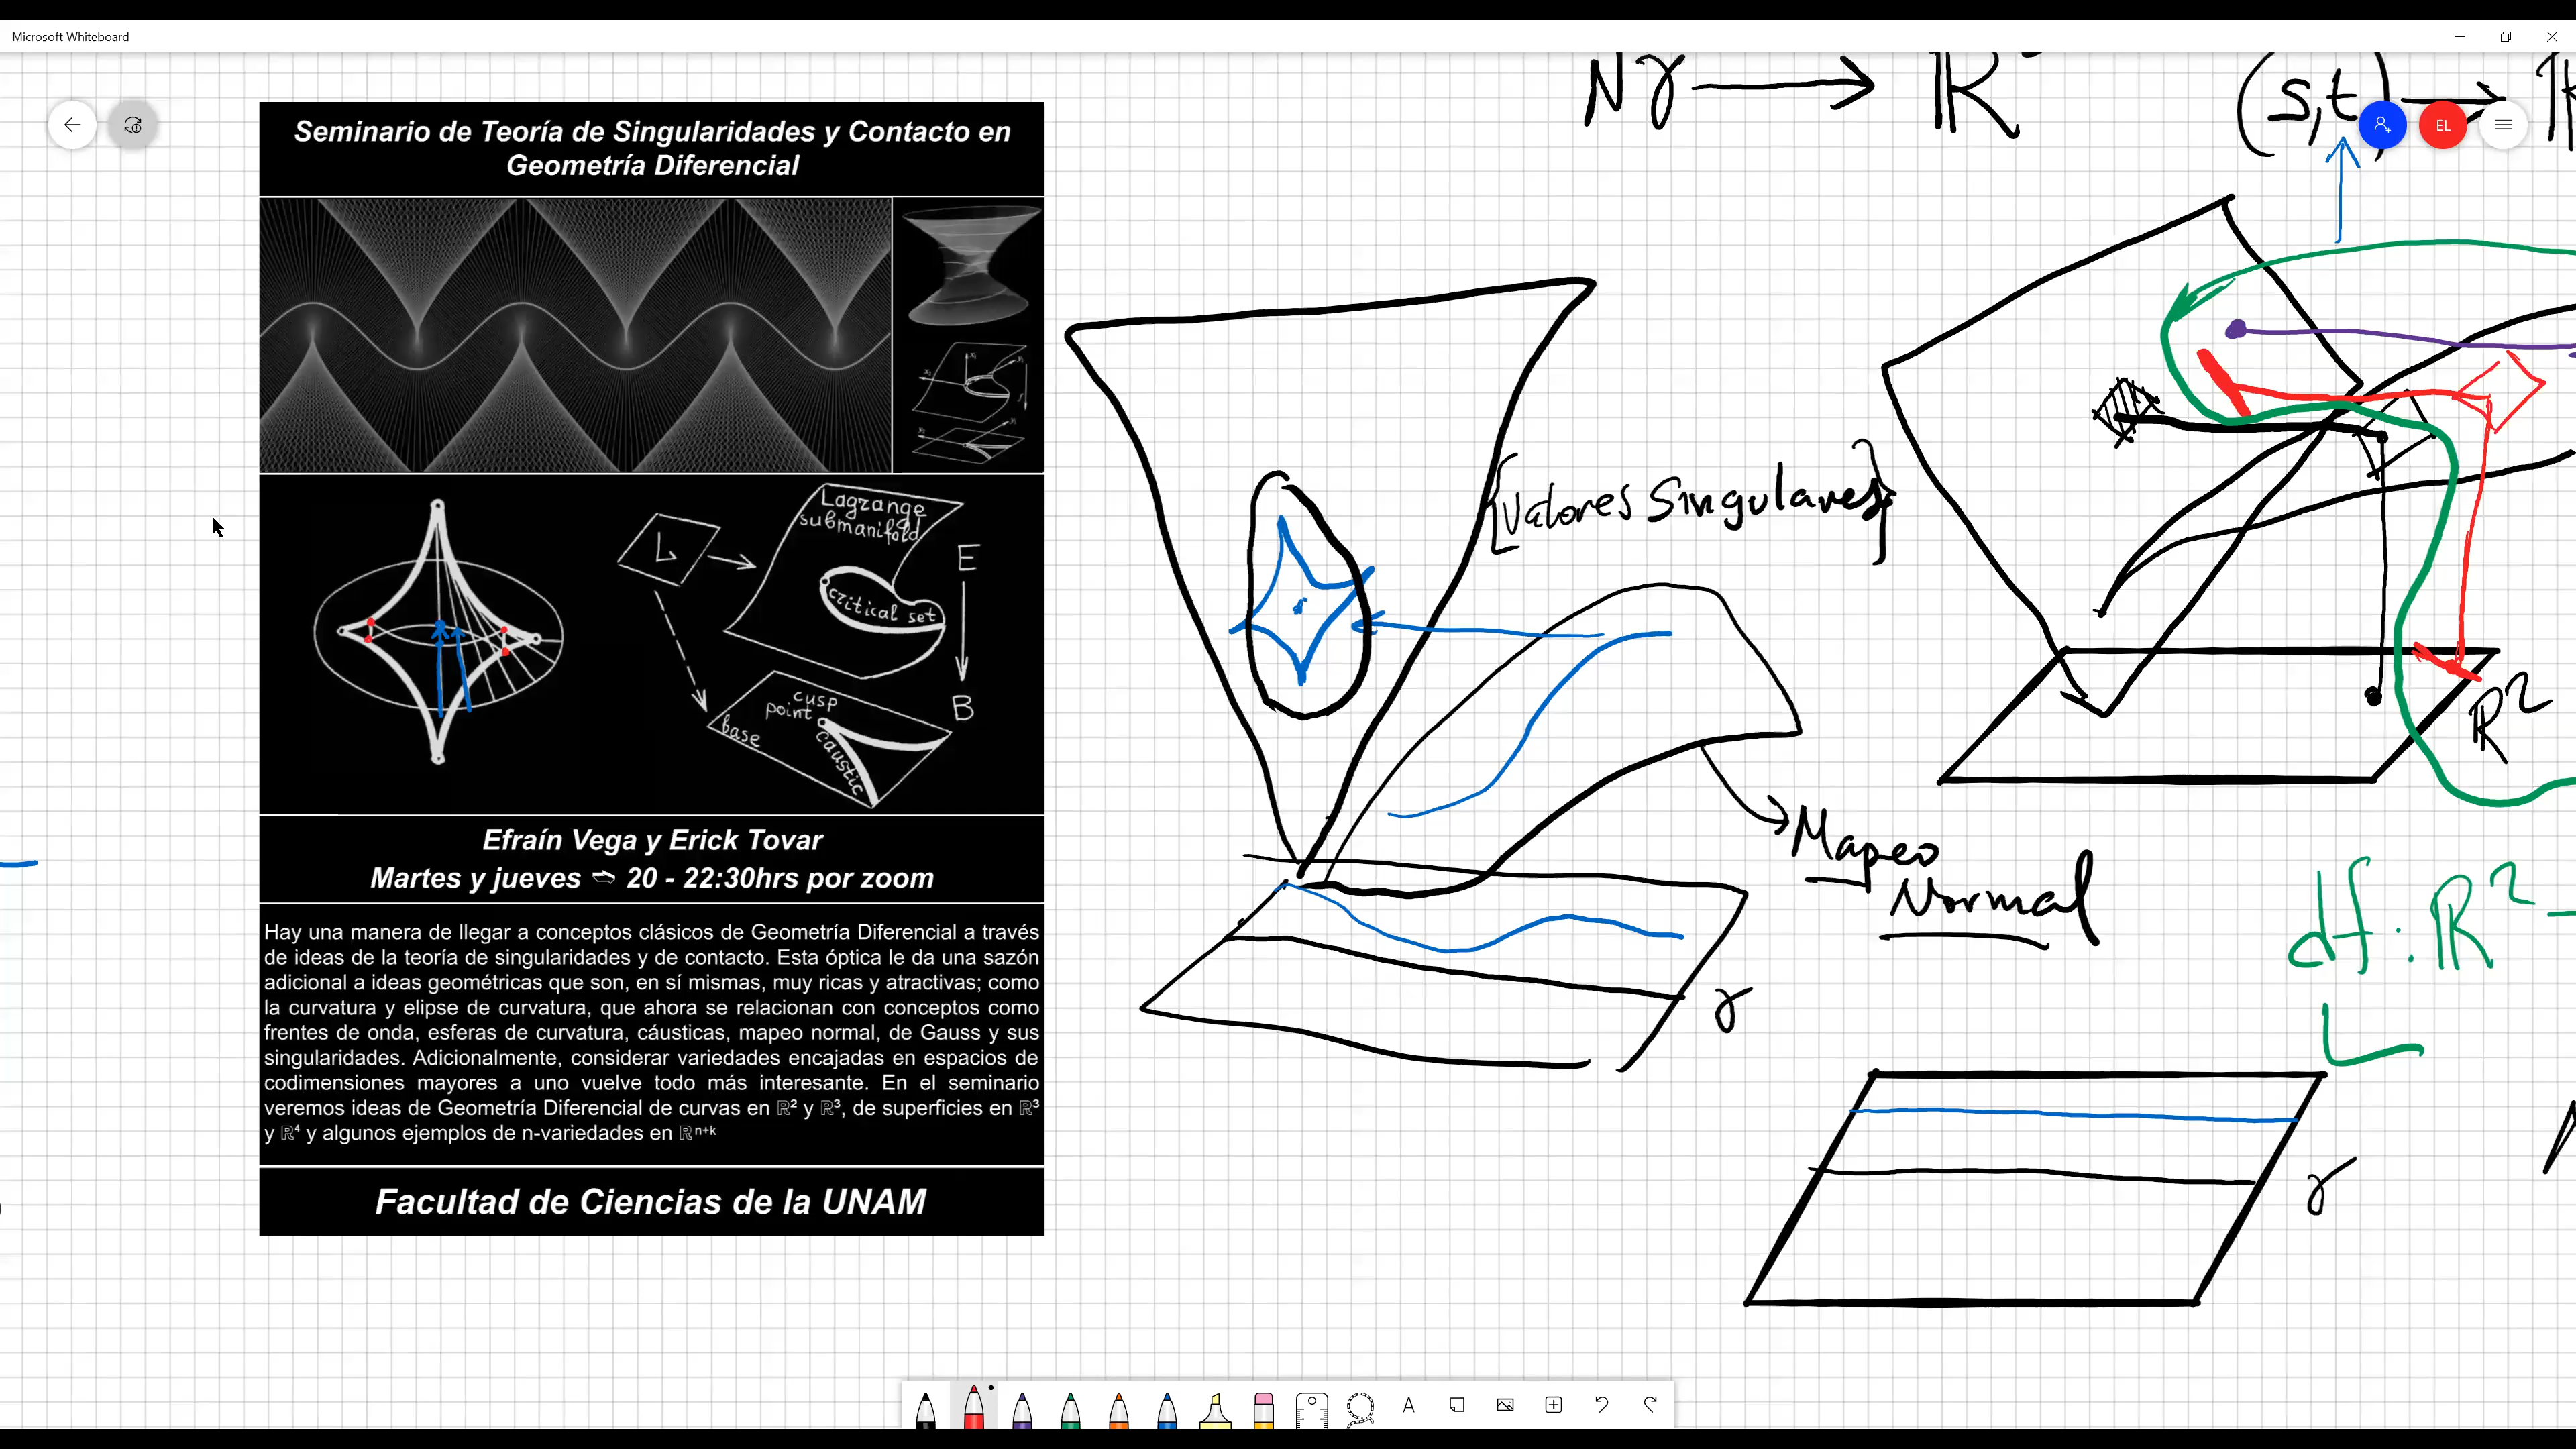 Microsoft Whiteboard
EL
Seminario de Teoría de Singularidades y Contacto en
Geometría Diferencial
Lagrange
submanifold
L
critical set
E
B
cusp
point
base
caustic
Efraín Vega y Erick Tovar
Martes y jueves ➯ 20 - 22:30hrs por zoom
Hay una manera de llegar a conceptos clásicos de Geometría Diferencial a través
de ideas de la teoría de singularidades y de contacto. Esta óptica le da una sazón
adicional a ideas geométricas que son, en sí mismas, muy ricas y atractivas; como
la curvatura y elipse de curvatura, que ahora se relacionan con conceptos como
frentes de onda, esferas de curvatura, cáusticas, mapeo normal, de Gauss y sus
singularidades. Adicionalmente, considerar variedades encajadas en espacios de
codimensiones mayores a uno vuelve todo más interesante. En el seminario
veremos ideas de Geometría Diferencial de curvas en ℝ² y ℝ³, de superficies en ℝ³
y ℝ⁴ y algunos ejemplos de n-variedades en ℝⁿ⁺ᵏ
Facultad de Ciencias de la UNAM
Nγ ⟶ ℝ
(s,t) ⟶
{Valores Singulares}
ℝ²
Mapeo
Normal
γ
df : ℝ²
γ
A